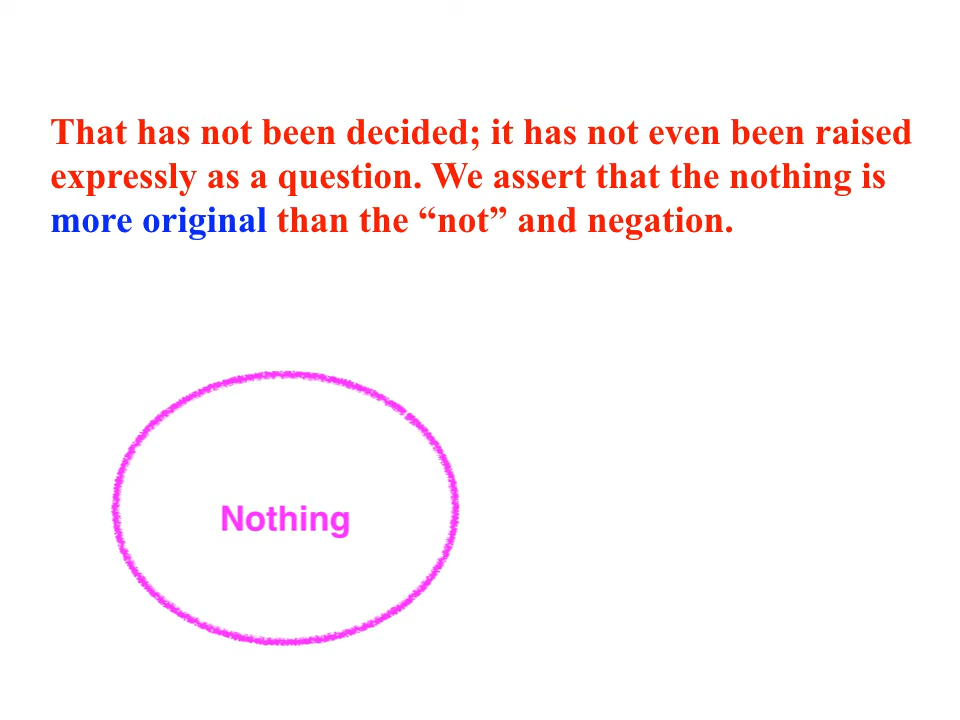 That has not been decided; it has not even been raised
expressly as a question. We assert that the nothing is
more original than the “not” and negation.
Nothing